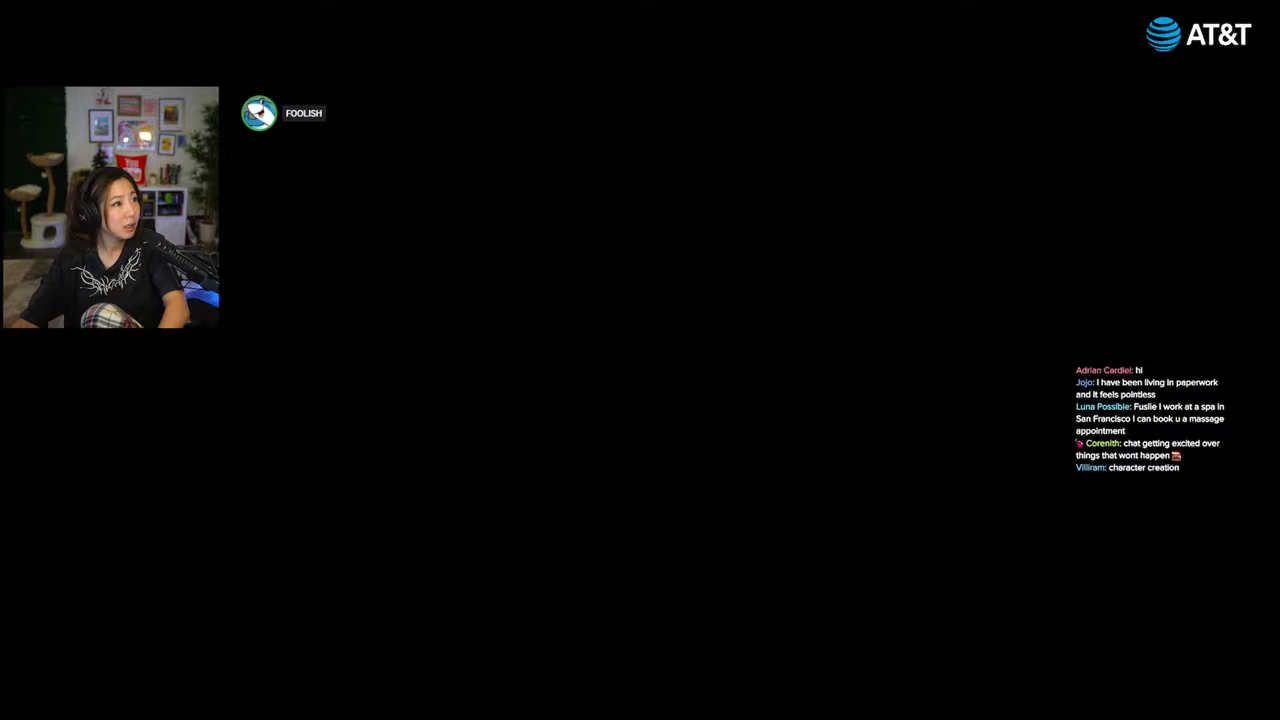 AT&T
FOOLISH
You
Adrian Cardiel: hi
Jojo: I have been living in paperwork
and it feels pointless
Luna Possible: Fuslie I work at a spa in
San Francisco I can book u a massage
appointment
Corenith: chat getting excited over
things that wont happen
Villiram: character creation